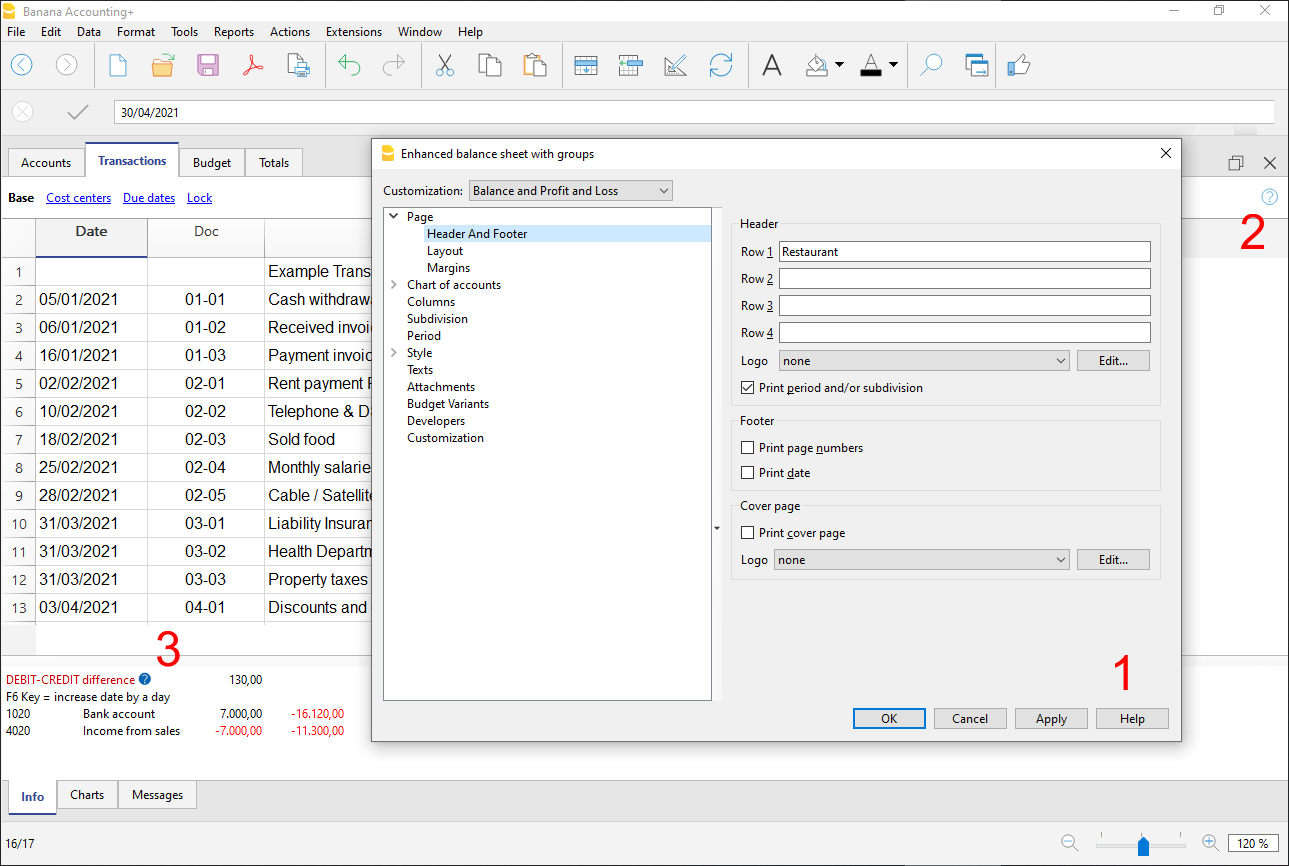 Banana Accounting+
File Edit Data Format Tools Reports Actions Extensions Window Help
30/04/2021
Accounts Transactions Budget Totals
Base Cost centers Due dates Lock
Date Doc
1 Example Trans
2 05/01/2021 01-01 Cash withdraw
3 06/01/2021 01-02 Received invoi
4 16/01/2021 01-03 Payment invoic
5 02/02/2021 02-01 Rent payment
6 10/02/2021 02-02 Telephone & D
7 18/02/2021 02-03 Sold food
8 25/02/2021 02-04 Monthly salarie
9 28/02/2021 02-05 Cable / Satellite
10 31/03/2021 03-01 Liability Insurar
11 31/03/2021 03-02 Health Departm
12 31/03/2021 03-03 Property taxes
13 03/04/2021 04-01 Discounts and
3
DEBIT-CREDIT difference ? 130,00
F6 Key = increase date by a day
1020 Bank account 7.000,00 -16.120,00
4020 Income from sales -7.000,00 -11.300,00
Info Charts Messages
16/17
120 %
Enhanced balance sheet with groups
Customization: Balance and Profit and Loss
Page
Header And Footer
Layout
Margins
Chart of accounts
Columns
Subdivision
Period
Style
Texts
Attachments
Budget Variants
Developers
Customization
Header
Row 1 Restaurant
Row 2
Row 3
Row 4
Logo none Edit...
Print period and/or subdivision
Footer
Print page numbers
Print date
Cover page
Print cover page
Logo none Edit...
1
OK Cancel Apply Help
?
2